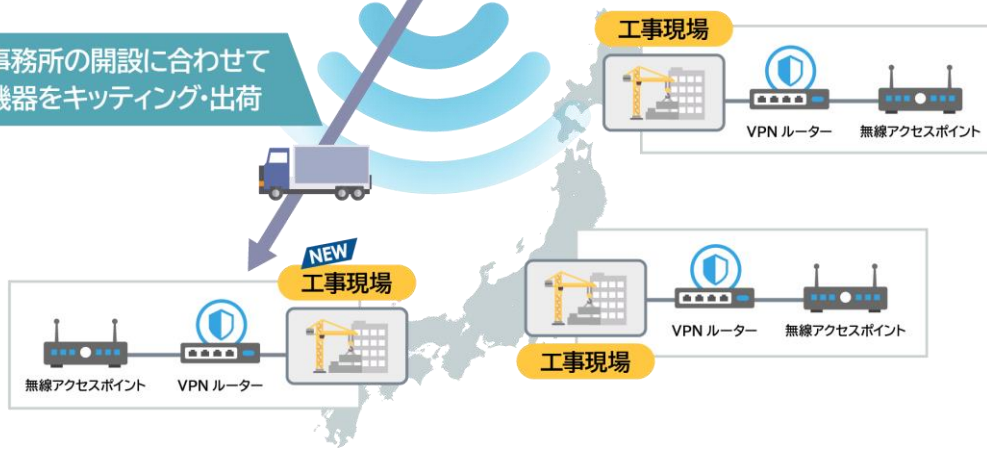 工事現場
事務所の開設に合わせて
機器をキッティング・出荷
VPN ルーター
無線アクセスポイント
NEW
工事現場
VPN ルーター
無線アクセスポイント
工事現場
無線アクセスポイント
VPN ルーター